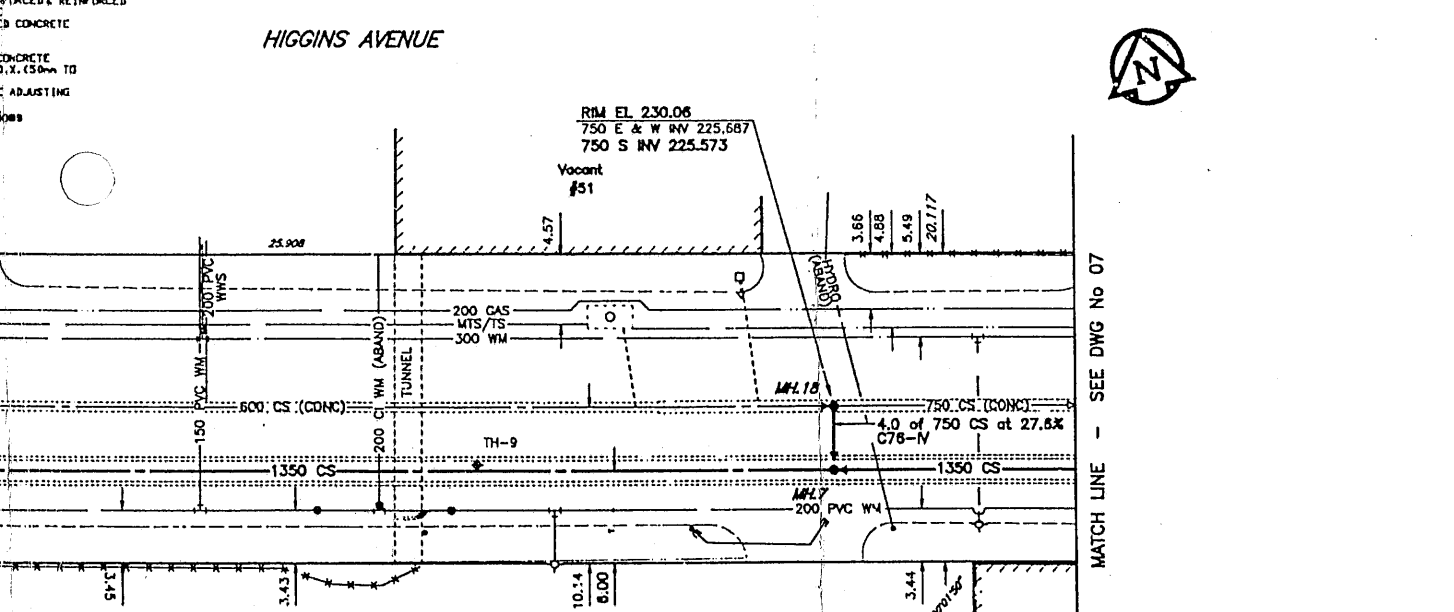 D CONCRETE
CONCRETE
ADJUSTING
HIGGINS AVENUE
N
RIM EL 230.06
750 E & W INV 225.687
750 S INV 225.573
Vacant
#51
4.57
3.66
4.88
5.49
20.117
25.908
200 PVC
WWS
HYDRO
(ABAND)
200 GAS
MTS/TS
300 WM
150 PVC WM
200 CI WM (ABAND)
TUNNEL
MH.18
600 CS (CONC)
750 CS (CONC)
4.0 of 750 CS at 27.6%
C76-IV
TH-9
1350 CS
1350 CS
MH.7
200 PVC WM
MATCH LINE - SEE DWG No 07
3.45
3.43
10.14
6.00
3.44